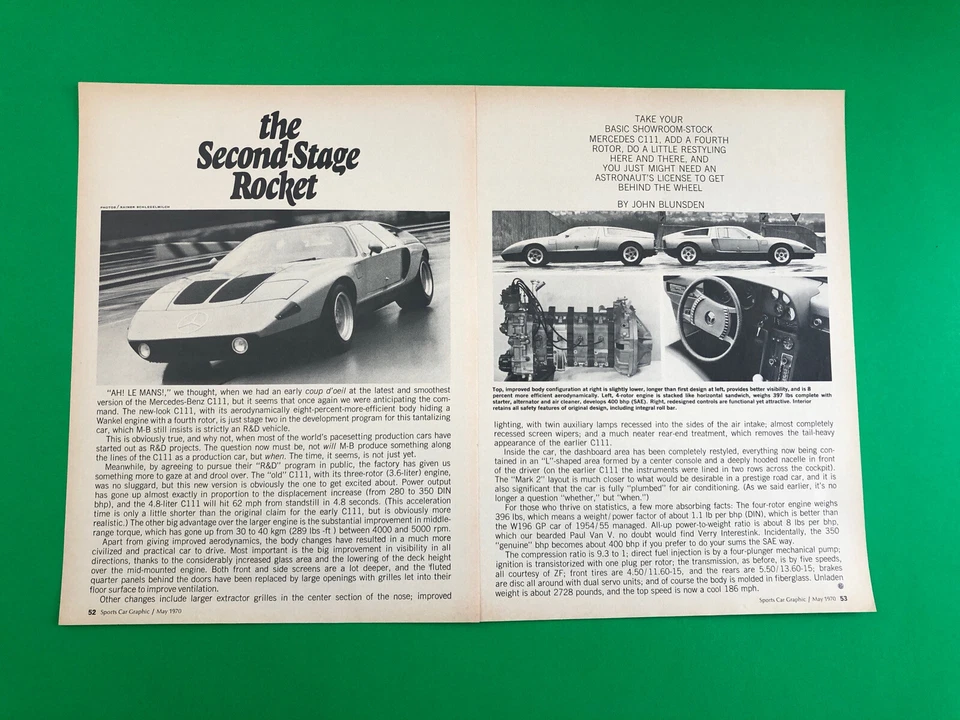 the
Second-Stage
Rocket
PHOTOS / RAINER SCHLEGELMILCH
"AH! LE MANS!," we thought, when we had an early coup d'oeil at the latest and smoothest
version of the Mercedes-Benz C111, but it seems that once again we were anticipating the com-
mand. The new-look C111, with its aerodynamically eight-percent-more-efficient body hiding a
Wankel engine with a fourth rotor, is just stage two in the development program for this tantalizing
car, which M-B still insists is strictly an R&D vehicle.
This is obviously true, and why not, when most of the world's pacesetting production cars have
started out as R&D projects. The question now must be, not will M-B produce something along
the lines of the C111 as a production car, but when. The time, it seems, is not just yet.
Meanwhile, by agreeing to pursue their "R&D" program in public, the factory has given us
something more to gaze at and drool over. The "old" C111, with its three-rotor (3.6-liter) engine,
was no sluggard, but this new version is obviously the one to get excited about. Power output
has gone up almost exactly in proportion to the displacement increase (from 280 to 350 DIN
bhp), and the 4.8-liter C111 will hit 62 mph from standstill in 4.8 seconds. (This acceleration
time is only a little shorter than the original claim for the early C111, but is obviously more
realistic.) The other big advantage over the larger engine is the substantial improvement in middle-
range torque, which has gone up from 30 to 40 kgm (289 lbs -ft ) between 4000 and 5000 rpm.
Apart from giving improved aerodynamics, the body changes have resulted in a much more
civilized and practical car to drive. Most important is the big improvement in visibility in all
directions, thanks to the considerably increased glass area and the lowering of the deck height
over the mid-mounted engine. Both front and side screens are a lot deeper, and the fluted
quarter panels behind the doors have been replaced by large openings with grilles let into their
floor surface to improve ventilation.
Other changes include larger extractor grilles in the center section of the nose; improved
52 Sports Car Graphic / May 1970
TAKE YOUR
BASIC SHOWROOM-STOCK
MERCEDES C111, ADD A FOURTH
ROTOR, DO A LITTLE RESTYLING
HERE AND THERE, AND
YOU JUST MIGHT NEED AN
ASTRONAUT'S LICENSE TO GET
BEHIND THE WHEEL
BY JOHN BLUNSDEN
Top, improved body configuration at right is slightly lower, longer than first design at left, provides better visibility, and is 8
percent more efficient aerodynamically. Left, 4-rotor engine is stacked like horizontal sandwich, weighs 397 lbs complete with
starter, alternator and air cleaner, develops 400 bhp (SAE). Right, redesigned controls are functional yet attractive. Interior
retains all safety features of original design, including integral roll bar.
lighting, with twin auxiliary lamps recessed into the sides of the air intake; almost completely
recessed screen wipers; and a much neater rear-end treatment, which removes the tail-heavy
appearance of the earlier C111.
Inside the car, the dashboard area has been completely restyled, everything now being con-
tained in an "L"-shaped area formed by a center console and a deeply hooded nacelle in front
of the driver (on the earlier C111 the instruments were lined in two rows across the cockpit).
The "Mark 2" layout is much closer to what would be desirable in a prestige road car, and it is
also significant that the car is fully "plumbed" for air conditioning. (As we said earlier, it's no
longer a question "whether," but "when.")
For those who thrive on statistics, a few more absorbing facts: The four-rotor engine weighs
396 lbs, which means a weight/power factor of about 1.1 lb per bhp (DIN), which is better than
the W196 GP car of 1954/55 managed. All-up power-to-weight ratio is about 8 lbs per bhp,
which our bearded Paul Van V. no doubt would find Verry Interestink. Incidentally, the 350
"genuine" bhp becomes about 400 bhp if you prefer to do your sums the SAE way.
The compression ratio is 9.3 to 1; direct fuel injection is by a four-plunger mechanical pump;
ignition is transistorized with one plug per rotor; the transmission, as before, is by five speeds,
all courtesy of ZF; front tires are 4.50/11.60-15, and the rears are 5.50/13.60-15; brakes
are disc all around with dual servo units; and of course the body is molded in fiberglass. Unladen
weight is about 2728 pounds, and the top speed is now a cool 186 mph.
Sports Car Graphic / May 1970 53